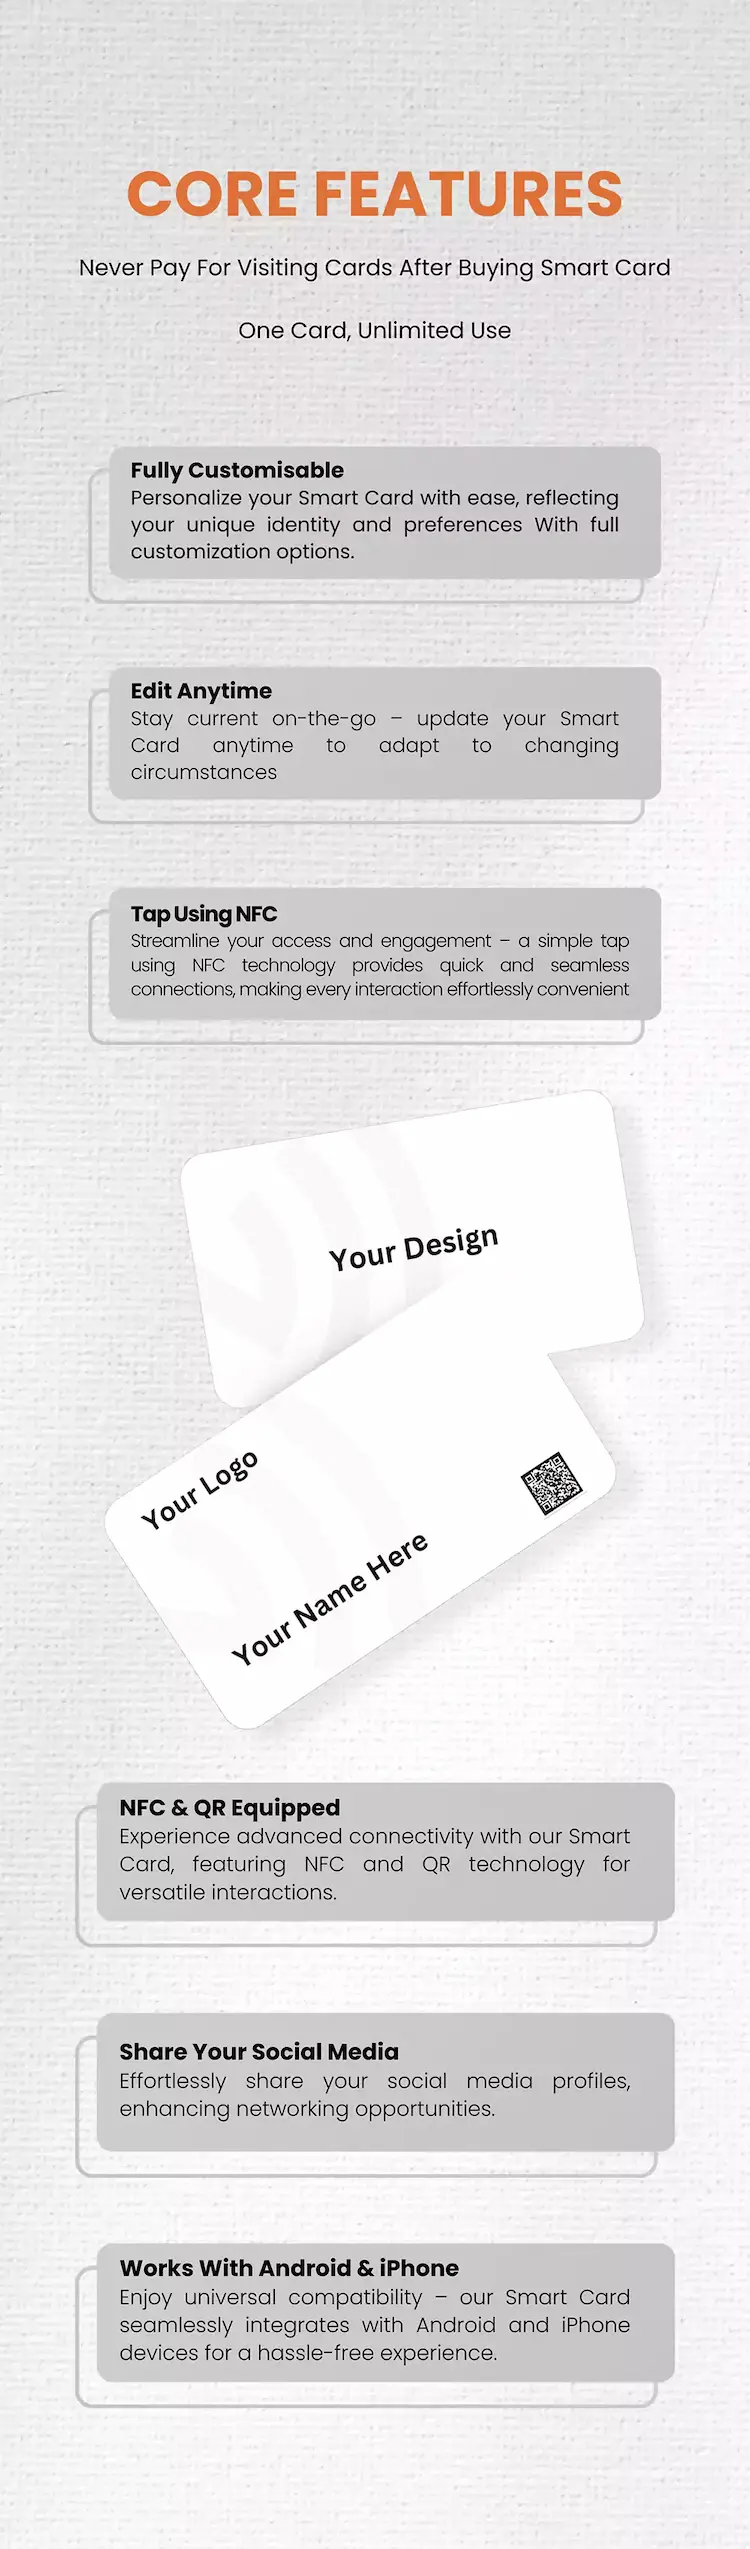 CORE FEATURES
Never Pay For Visiting Cards After Buying Smart Card
One Card, Unlimited Use
Fully Customisable
Personalize your Smart Card with ease, reflecting
your unique identity and preferences With full
customization options.
Edit Anytime
Stay current on-the-go – update your Smart
Card anytime to adapt to changing
circumstances
Tap Using NFC
Streamline your access and engagement – a simple tap
using NFC technology provides quick and seamless
connections, making every interaction effortlessly convenient
Your Design
Your Logo
Your Name Here
NFC & QR Equipped
Experience advanced connectivity with our Smart
Card, featuring NFC and QR technology for
versatile interactions.
Share Your Social Media
Effortlessly share your social media profiles,
enhancing networking opportunities.
Works With Android & iPhone
Enjoy universal compatibility – our Smart Card
seamlessly integrates with Android and iPhone
devices for a hassle-free experience.